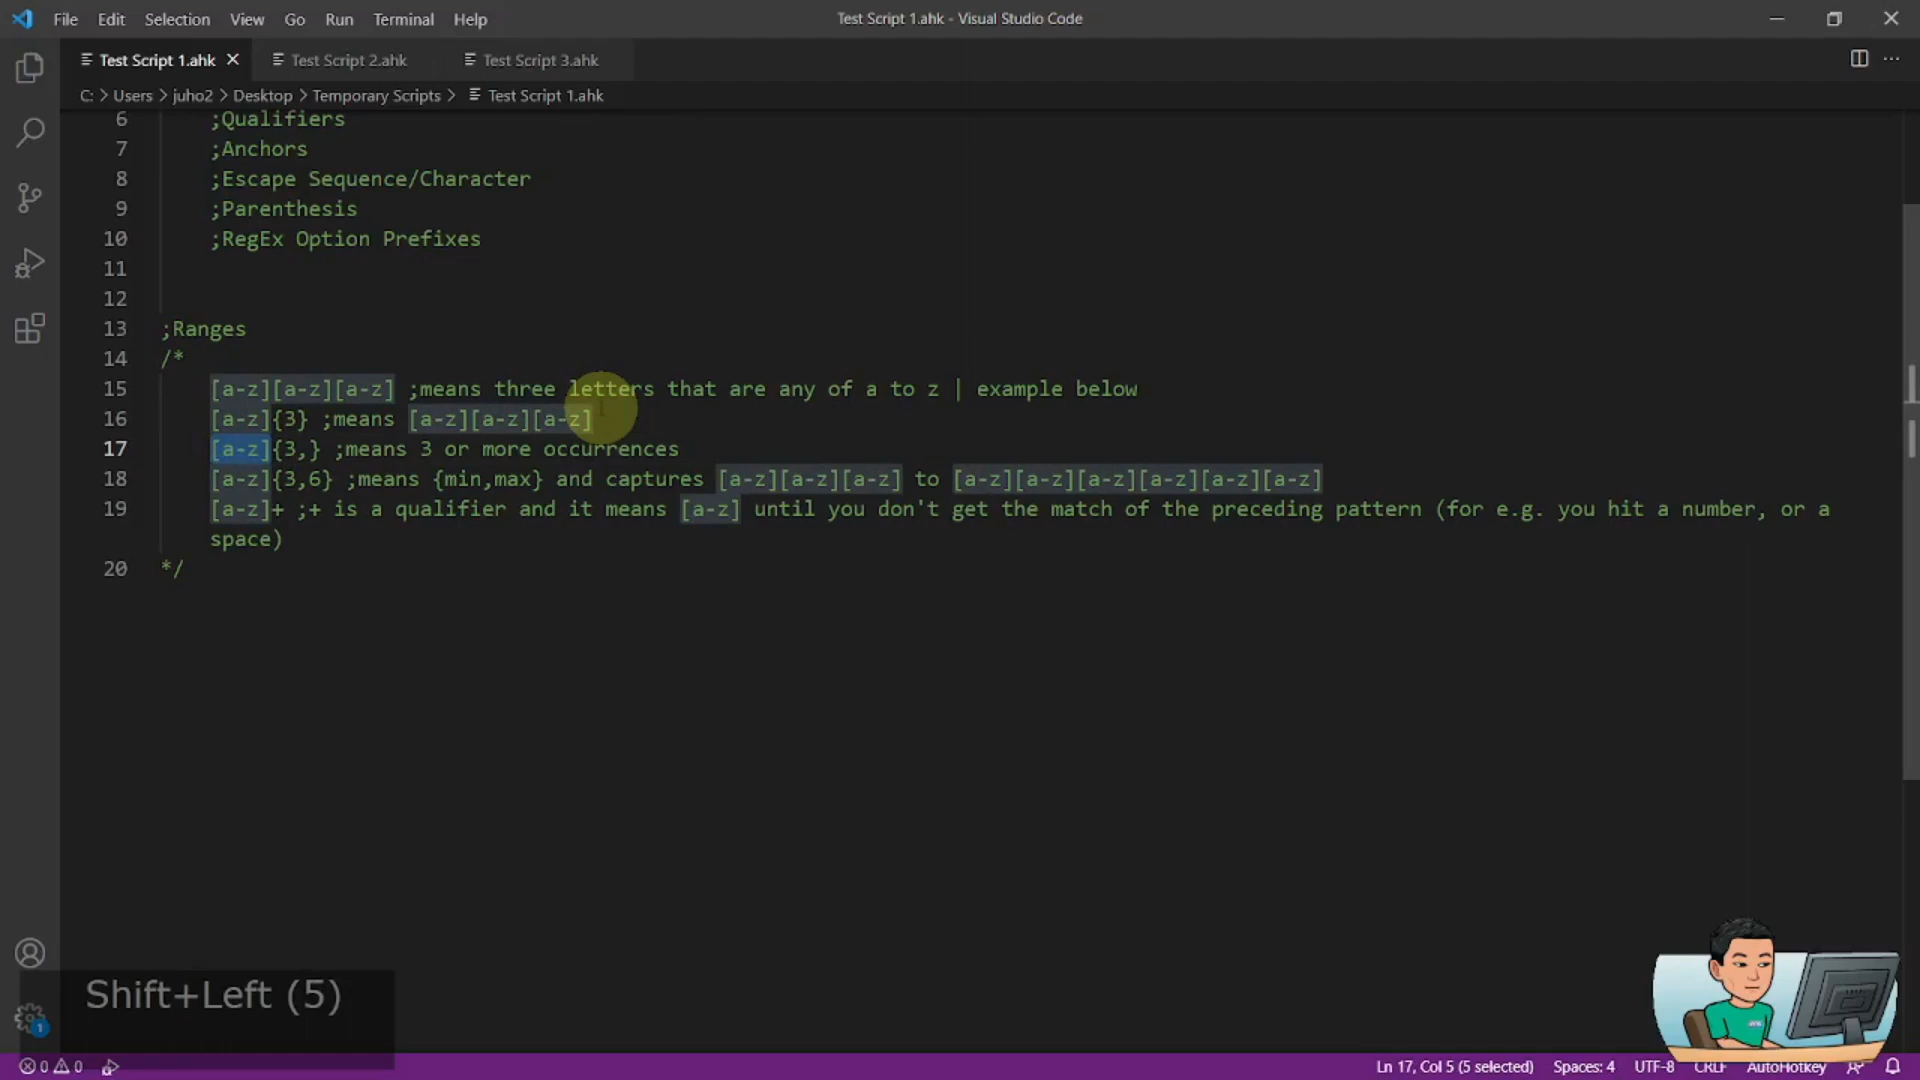 File Edit Selection View Go Run Terminal Help
Test Script 1.ahk - Visual Studio Code
Test Script 1.ahk Test Script 2.ahk Test Script 3.ahk
C: > Users > juho2 > Desktop > Temporary Scripts > Test Script 1.ahk
6 ;Qualifiers
7 ;Anchors
8 ;Escape Sequence/Character
9 ;Parenthesis
10 ;RegEx Option Prefixes
11
12
13 ;Ranges
14 /*
15 [a-z][a-z][a-z] ;means three letters that are any of a to z | example below
16 [a-z]{3} ;means [a-z][a-z][a-z]
17 [a-z]{3,} ;means 3 or more occurrences
18 [a-z]{3,6} ;means {min,max} and captures [a-z][a-z][a-z] to [a-z][a-z][a-z][a-z][a-z][a-z]
19 [a-z]+ ;+ is a qualifier and it means [a-z] until you don't get the match of the preceding pattern (for e.g. you hit a number, or a
space)
20 */
Shift+Left (5)
1
0 0
Ln 17, Col 5 (5 selected) Spaces: 4 UTF-8 CRLF AutoHotkey